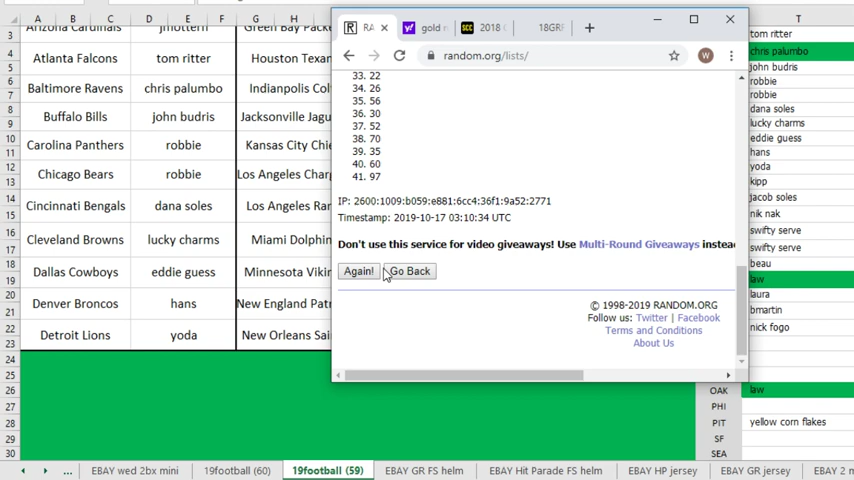 A B C D E F G H T
3 Arizona Cardinals jmottern Green Bay Packe tom ritter
4 Atlanta Falcons tom ritter Houston Texan chris palumbo
5 john budris
6 Baltimore Ravens chris palumbo Indianpolis Col robbie
7 robbie
8 Buffalo Bills john budris Jacksonville Jagu dana soles
9 lucky charms
10 Carolina Panthers robbie Kansas City Chie eddie guess
11 hans
12 Chicago Bears robbie Los Angeles Charg yoda
13 kipp
14 Cincinnati Bengals dana soles Los Angeles Ran jacob soles
15 nik nak
16 Cleveland Browns lucky charms Miami Dolphin swifty serve
17 swifty serve
18 Dallas Cowboys eddie guess Minnesota Vikin beau
19 law
20 Denver Broncos hans New England Patr laura
21 bmartin
22 Detroit Lions yoda New Orleans Sai nick fogo
23
24
25
26 OAK law
27 PHI
28 PIT yellow corn flakes
29 SF
30 SEA
RA gold n SCC 2018 18GRF
random.org/lists/ W
33. 22
34. 26
35. 56
36. 30
37. 52
38. 70
39. 35
40. 60
41. 97
IP: 2600:1009:b059:e881:6cc4:36f1:9a52:2771
Timestamp: 2019-10-17 03:10:34 UTC
Don't use this service for video giveaways! Use Multi-Round Giveaways instea
Again! Go Back
© 1998-2019 RANDOM.ORG
Follow us: Twitter | Facebook
Terms and Conditions
About Us
... EBAY wed 2bx mini 19football (60) 19football (59) EBAY GR FS helm EBAY Hit Parade FS helm EBAY HP jersey EBAY GR jersey EBAY 2 m